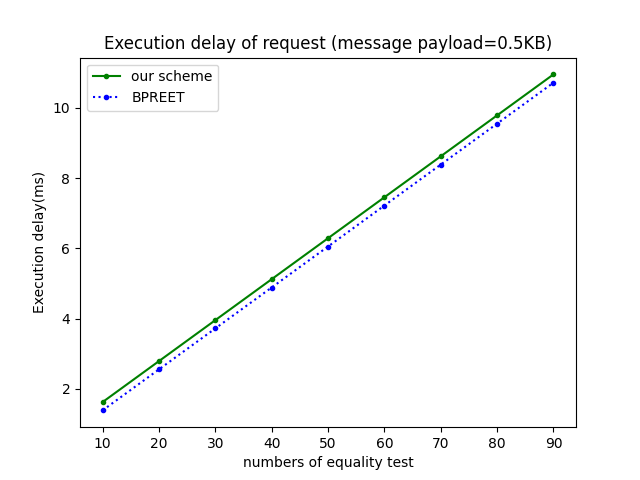 Execution delay of request (message payload=0.5KB)
our scheme
BPREET
Execution delay(ms)
10
8
6
4
2
10 20 30 40 50 60 70 80 90
numbers of equality test